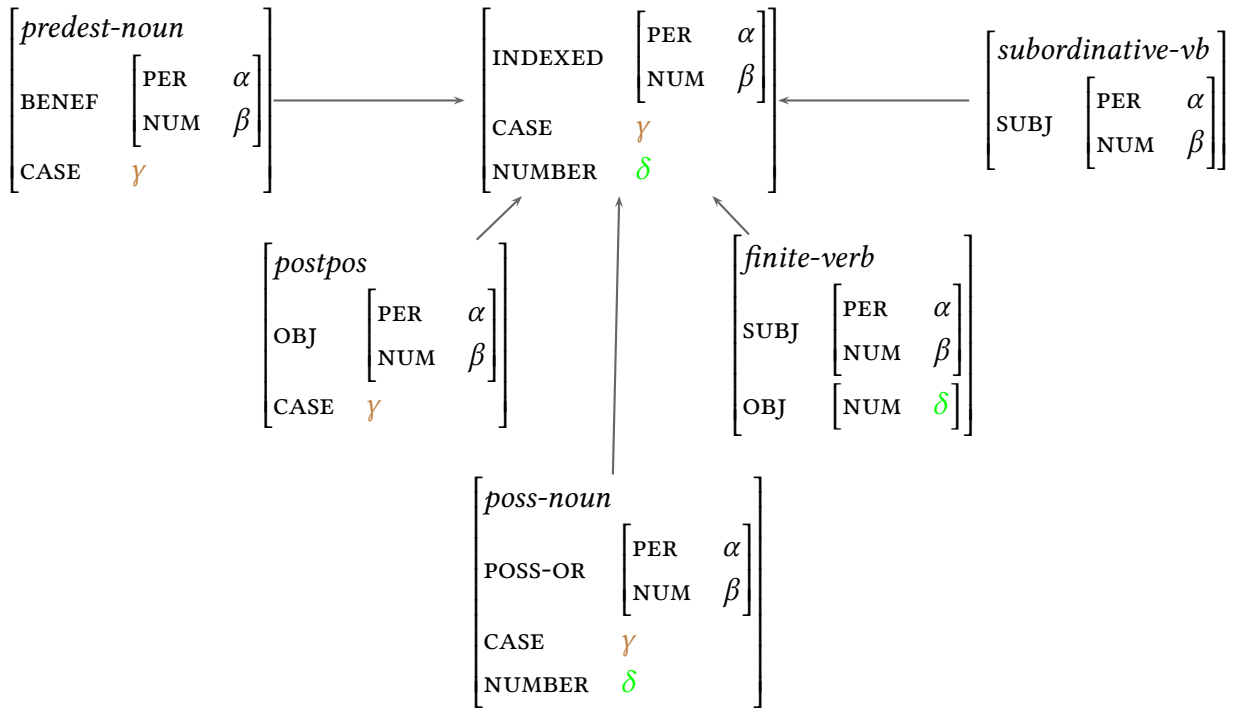 predest-noun
BENEF PER α
NUM β
CASE γ
INDEXED PER α
NUM β
CASE γ
NUMBER δ
subordinative-vb
SUBJ PER α
NUM β
postpos
OBJ PER α
NUM β
CASE γ
finite-verb
SUBJ PER α
NUM β
OBJ NUM δ
poss-noun
POSS-OR PER α
NUM β
CASE γ
NUMBER δ